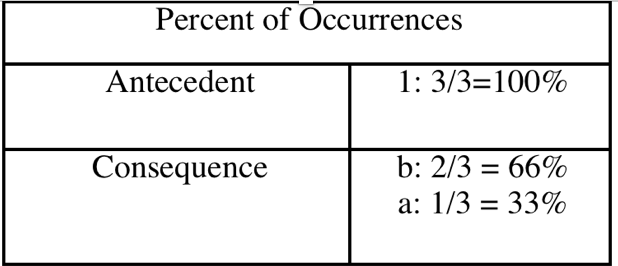 Percent of Occurrences
Antecedent
1: 3/3=100%
Consequence
b: 2/3 = 66%
a: 1/3 = 33%